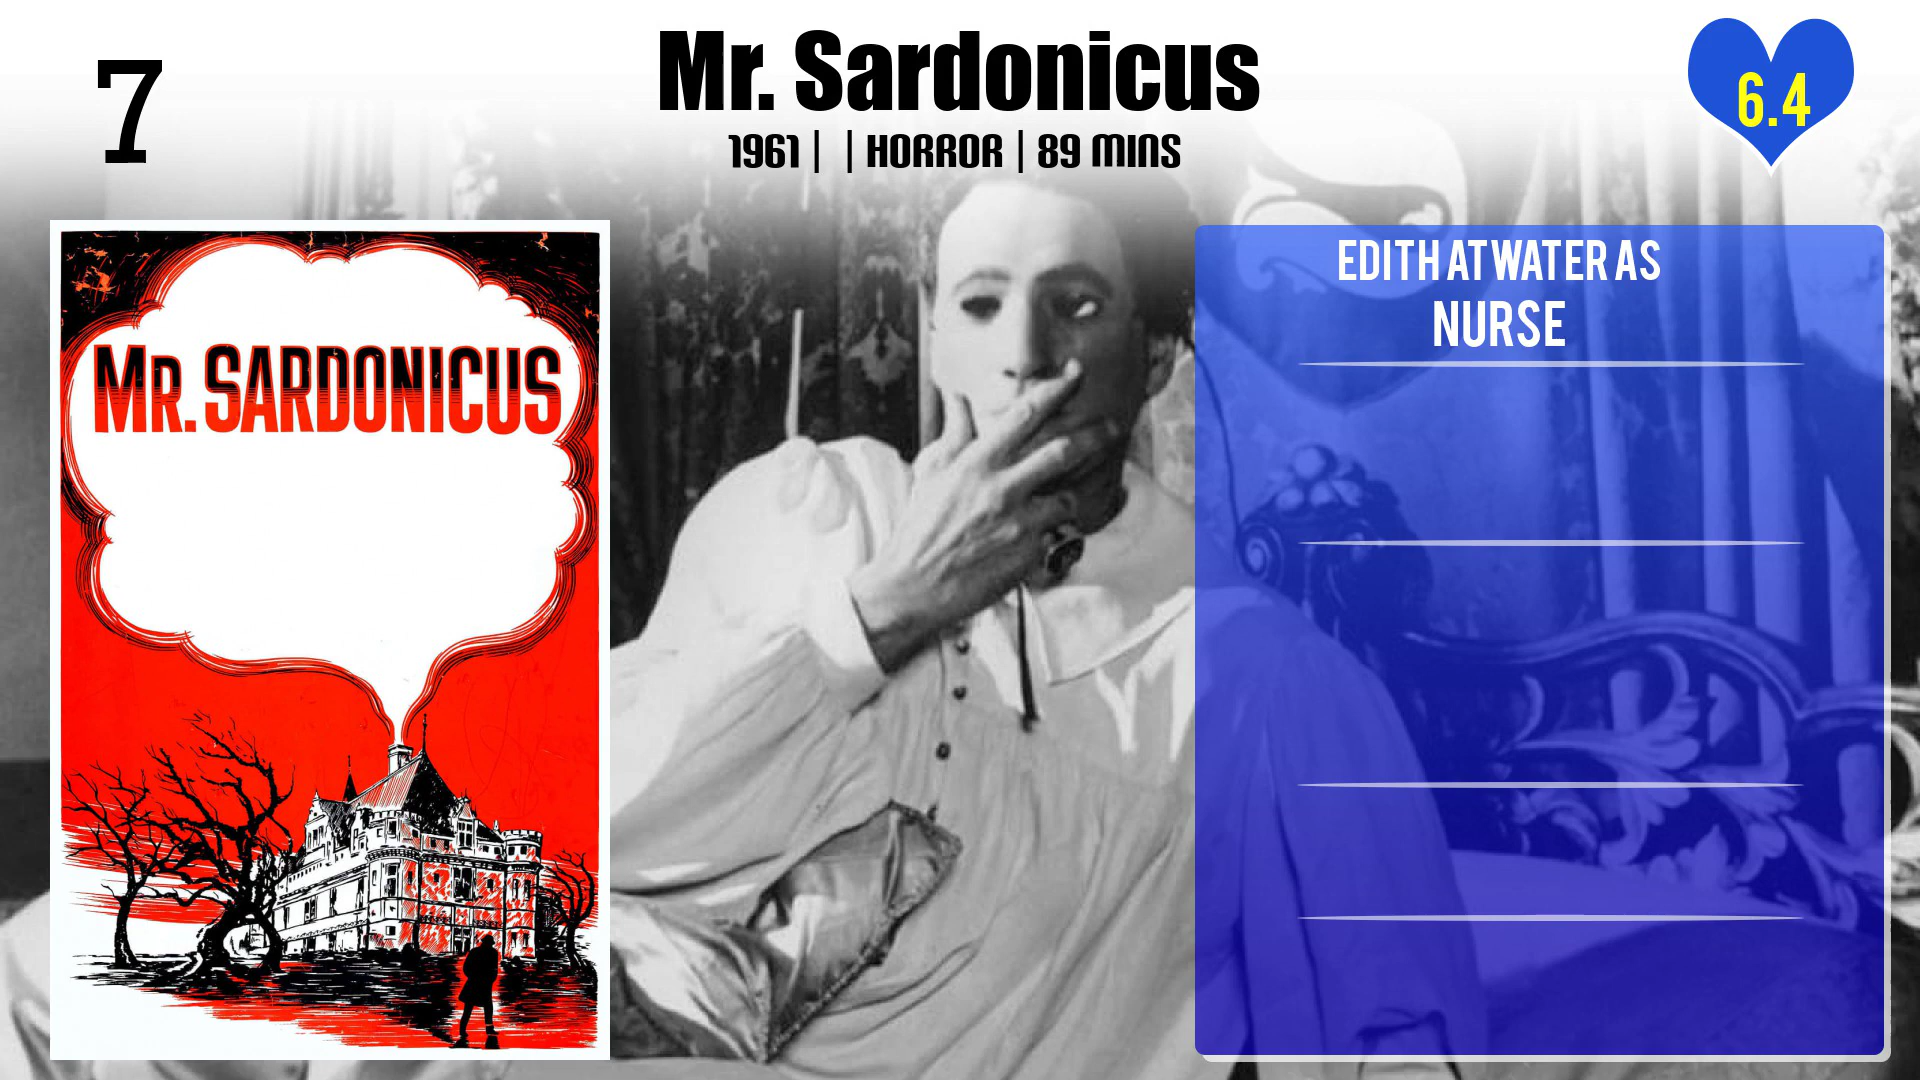 7
Mr. Sardonicus
1961 | | HORROR | 89 MINS
6.4
MR. SARDONICUS
EDITH ATWATER AS
NURSE